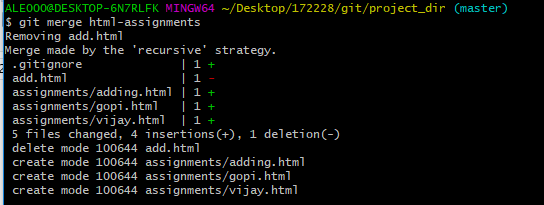 ALEOOO@DESKTOP-6N7RLFK MINGW64 ~/Desktop/172228/git/project_dir (master)
$ git merge html-assignments
Removing add.html
Merge made by the 'recursive' strategy.
 .gitignore            | 1 +
 add.html              | 1 -
 assignments/adding.html | 1 +
 assignments/gopi.html   | 1 +
 assignments/vijay.html  | 1 +
 5 files changed, 4 insertions(+), 1 deletion(-)
 delete mode 100644 add.html
 create mode 100644 assignments/adding.html
 create mode 100644 assignments/gopi.html
 create mode 100644 assignments/vijay.html